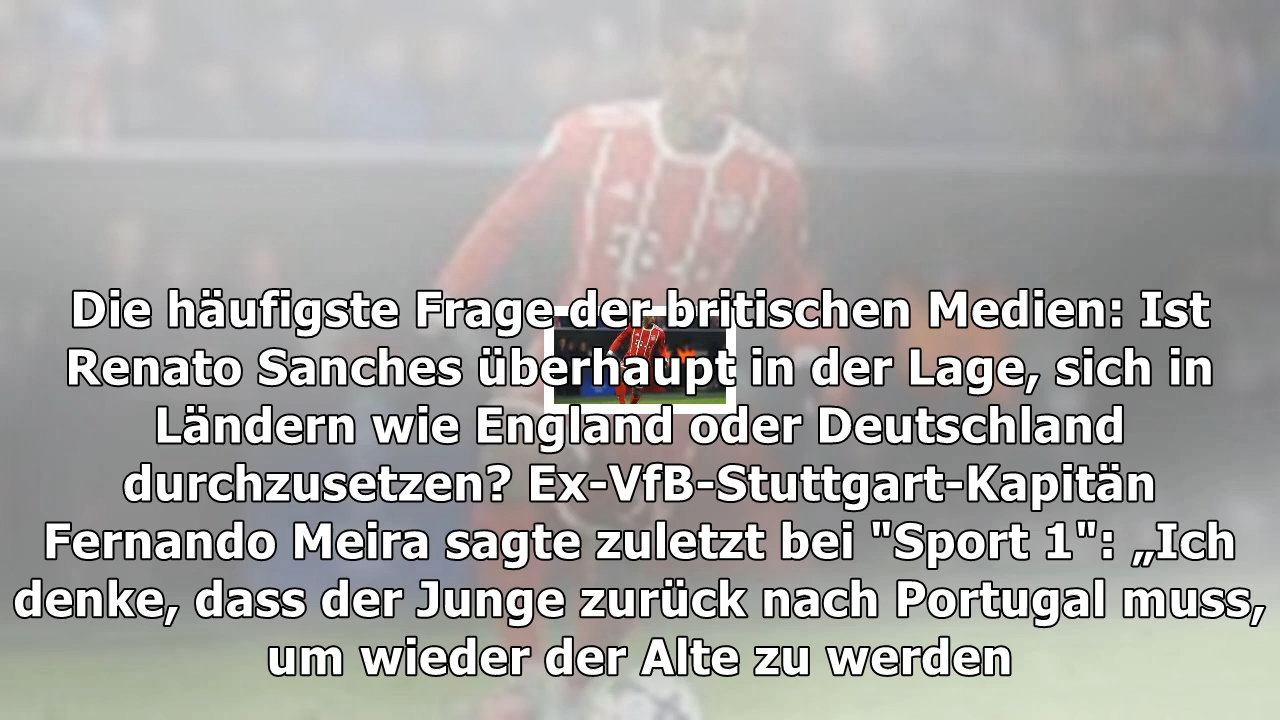 Die häufigste Frage der britischen Medien: Ist
Renato Sanches überhaupt in der Lage, sich in
Ländern wie England oder Deutschland
durchzusetzen? Ex-VfB-Stuttgart-Kapitän
Fernando Meira sagte zuletzt bei "Sport 1": „Ich
denke, dass der Junge zurück nach Portugal muss,
um wieder der Alte zu werden